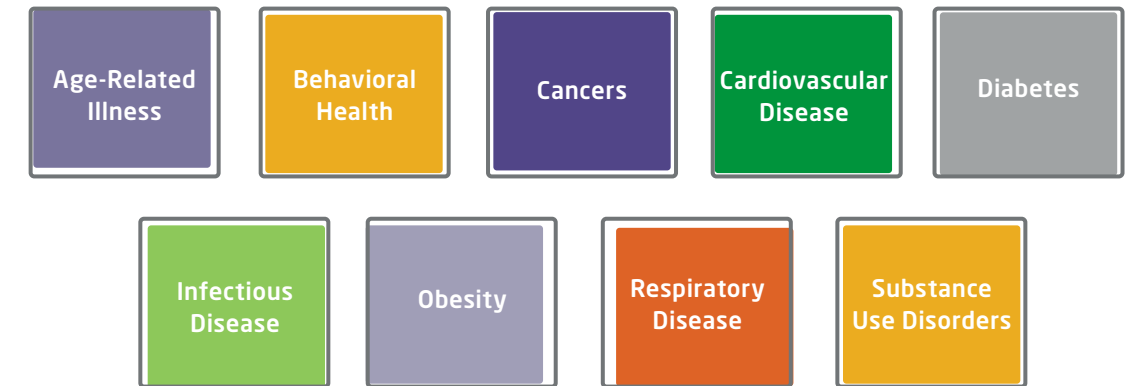 Age-Related
Illness
Behavioral
Health
Cancers
Cardiovascular
Disease
Diabetes
Infectious
Disease
Obesity
Respiratory
Disease
Substance
Use Disorders